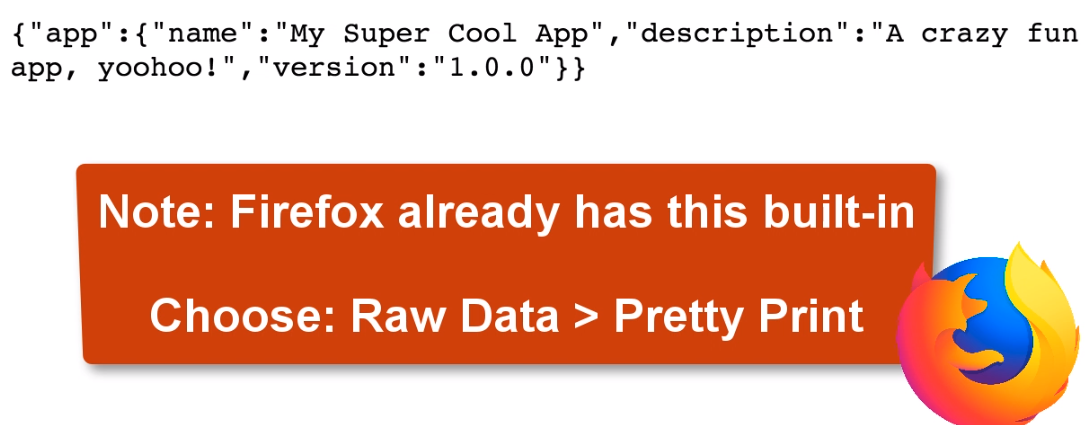 {"app":{"name":"My Super Cool App","description":"A crazy fun
app, yoohoo!","version":"1.0.0"}}
Note: Firefox already has this built-in
Choose: Raw Data > Pretty Print